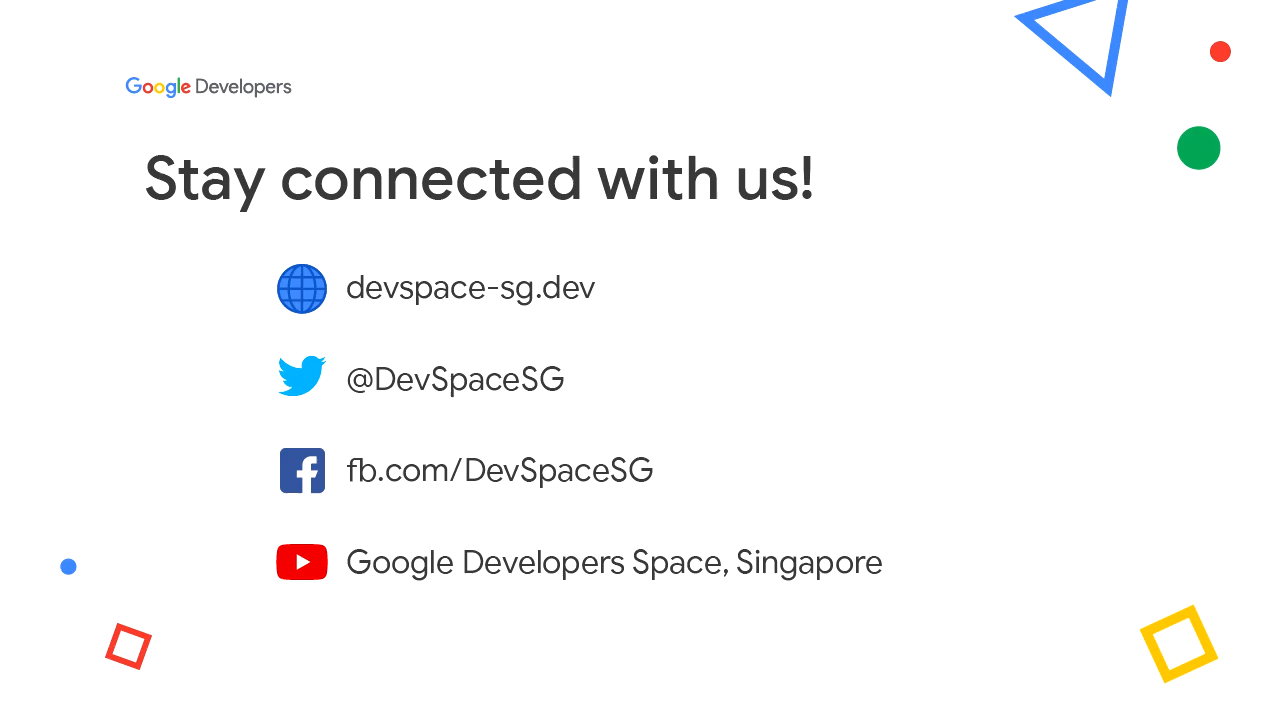 Google Developers
Stay connected with us!
devspace-sg.dev
@DevSpaceSG
fb.com/DevSpaceSG
Google Developers Space, Singapore